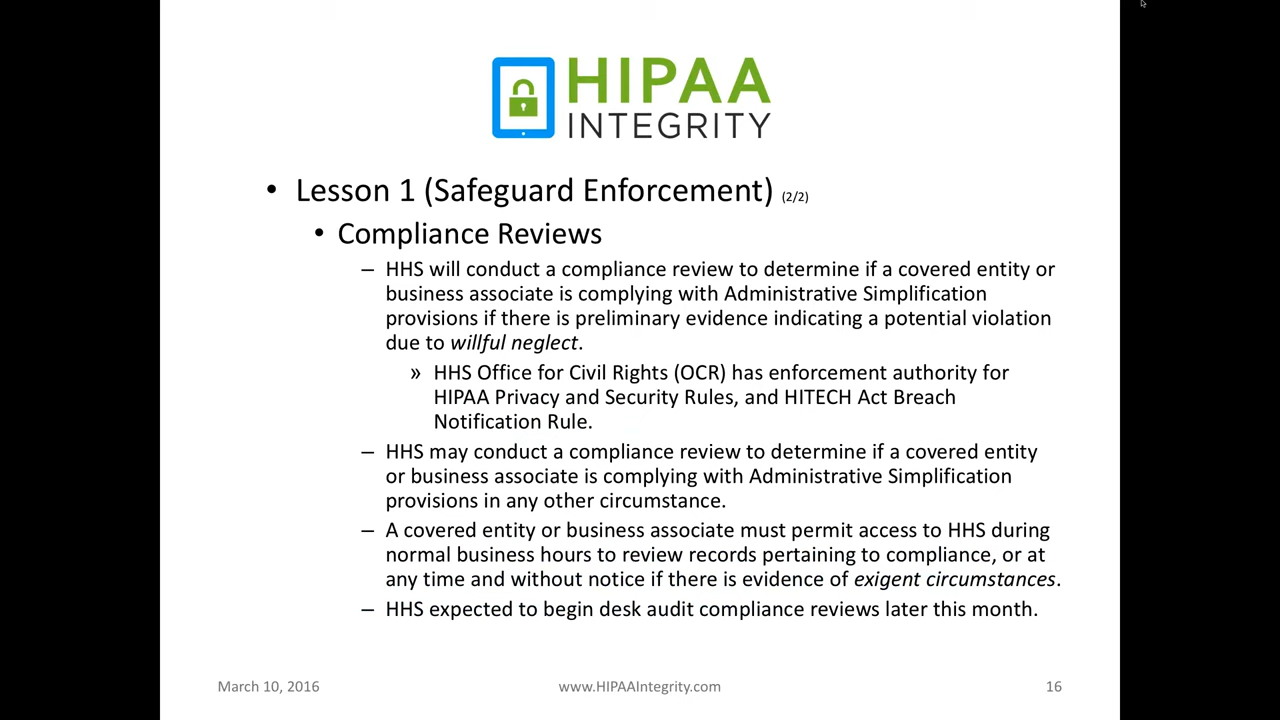 HIPAA
INTEGRITY
• Lesson 1 (Safeguard Enforcement) (2/2)
• Compliance Reviews
– HHS will conduct a compliance review to determine if a covered entity or
business associate is complying with Administrative Simplification
provisions if there is preliminary evidence indicating a potential violation
due to willful neglect.
» HHS Office for Civil Rights (OCR) has enforcement authority for
HIPAA Privacy and Security Rules, and HITECH Act Breach
Notification Rule.
– HHS may conduct a compliance review to determine if a covered entity
or business associate is complying with Administrative Simplification
provisions in any other circumstance.
– A covered entity or business associate must permit access to HHS during
normal business hours to review records pertaining to compliance, or at
any time and without notice if there is evidence of exigent circumstances.
– HHS expected to begin desk audit compliance reviews later this month.
March 10, 2016
www.HIPAAIntegrity.com
16